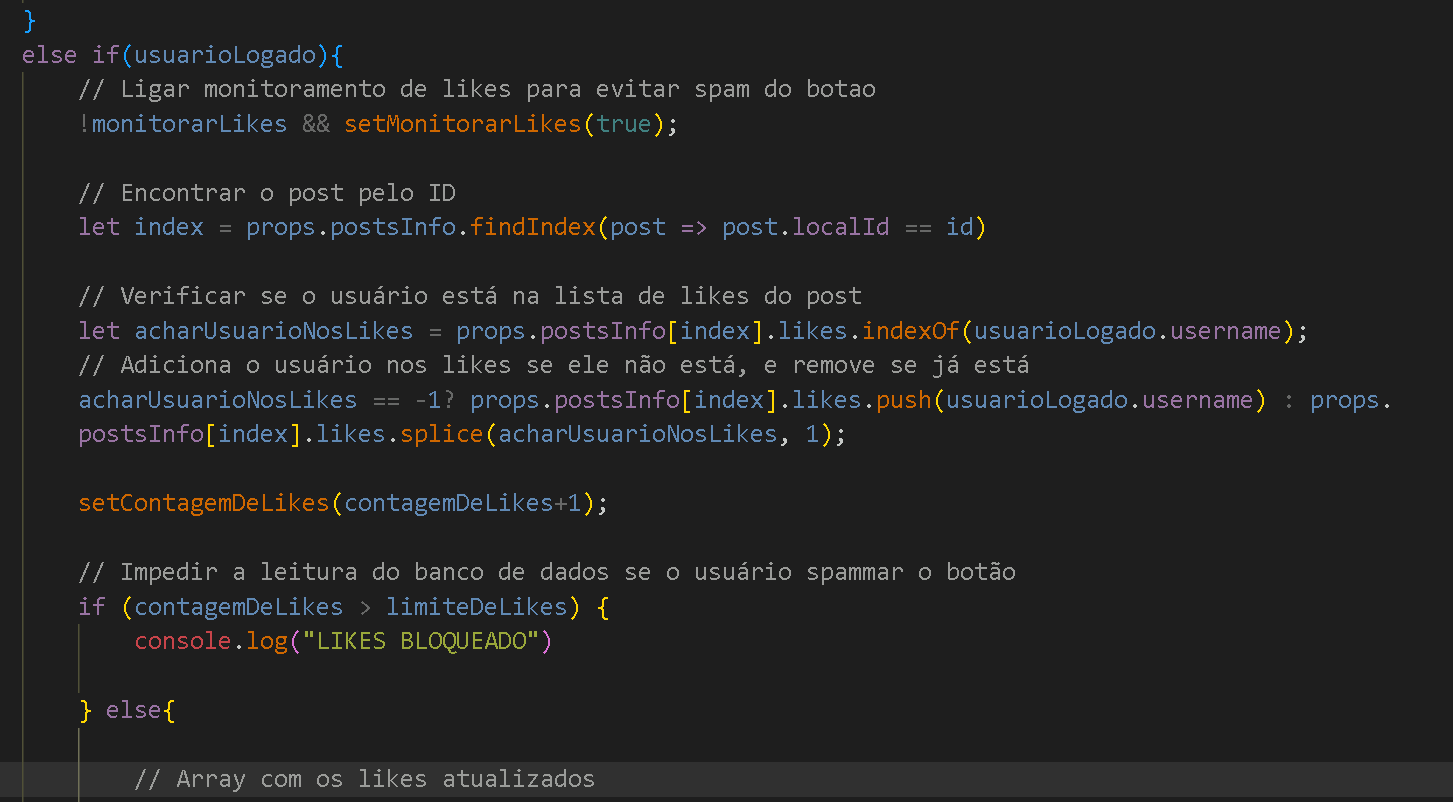 }
else if(usuarioLogado){
// Ligar monitoramento de likes para evitar spam do botao
!monitorarLikes && setMonitorarLikes(true);
// Encontrar o post pelo ID
let index = props.postsInfo.findIndex(post => post.localId == id)
// Verificar se o usuário está na lista de likes do post
let acharUsuarioNosLikes = props.postsInfo[index].likes.indexOf(usuarioLogado.username);
// Adiciona o usuário nos likes se ele não está, e remove se já está
acharUsuarioNosLikes == -1? props.postsInfo[index].likes.push(usuarioLogado.username) : props.
postsInfo[index].likes.splice(acharUsuarioNosLikes, 1);
setContagemDeLikes(contagemDeLikes+1);
// Impedir a leitura do banco de dados se o usuário spammar o botão
if (contagemDeLikes > limiteDeLikes) {
console.log("LIKES BLOQUEADO")
} else{
// Array com os likes atualizados